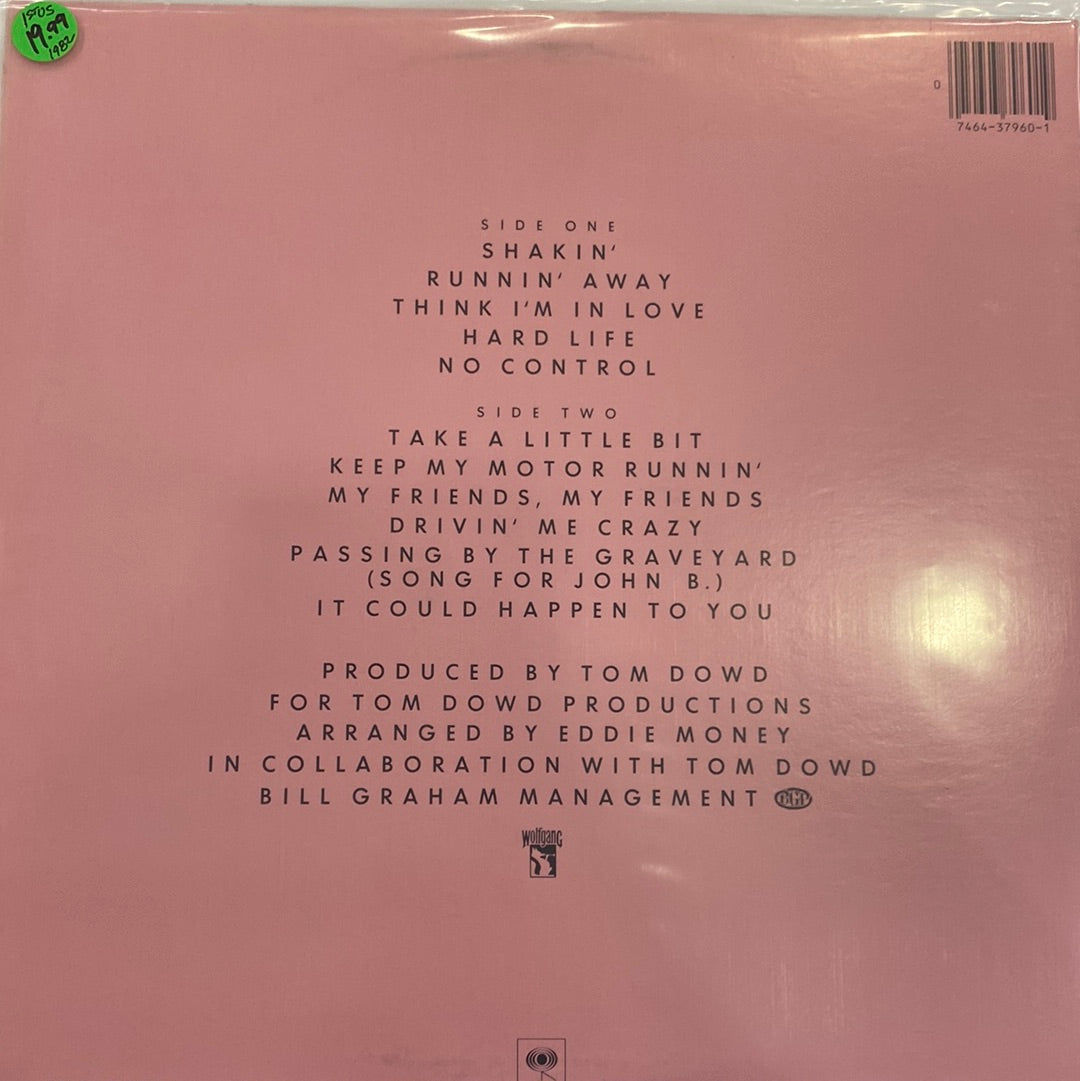 1ST US
19.99
1982
0
7464-37960-1
SIDE ONE
SHAKIN'
RUNNIN' AWAY
THINK I'M IN LOVE
HARD LIFE
NO CONTROL
SIDE TWO
TAKE A LITTLE BIT
KEEP MY MOTOR RUNNIN'
MY FRIENDS, MY FRIENDS
DRIVIN' ME CRAZY
PASSING BY THE GRAVEYARD
(SONG FOR JOHN B.)
IT COULD HAPPEN TO YOU
PRODUCED BY TOM DOWD
FOR TOM DOWD PRODUCTIONS
ARRANGED BY EDDIE MONEY
IN COLLABORATION WITH TOM DOWD
BILL GRAHAM MANAGEMENT
wolfgang